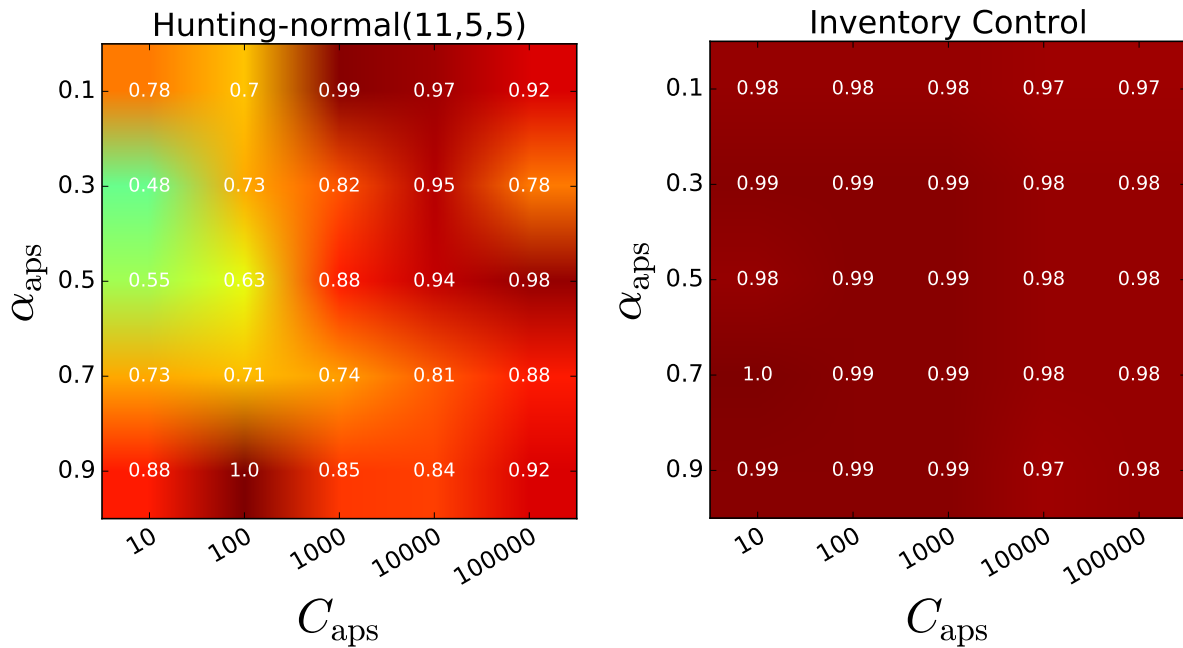 Hunting-normal(11,5,5)
0.1 0.78 0.7 0.99 0.97 0.92
0.3 0.48 0.73 0.82 0.95 0.78
0.5 0.55 0.63 0.88 0.94 0.98
0.7 0.73 0.71 0.74 0.81 0.88
0.9 0.88 1.0 0.85 0.84 0.92
α_aps
10 100 1000 10000 100000
C_aps
Inventory Control
0.1 0.98 0.98 0.98 0.97 0.97
0.3 0.99 0.99 0.99 0.98 0.98
0.5 0.98 0.99 0.99 0.98 0.98
0.7 1.0 0.99 0.99 0.98 0.98
0.9 0.99 0.99 0.99 0.97 0.98
α_aps
10 100 1000 10000 100000
C_aps